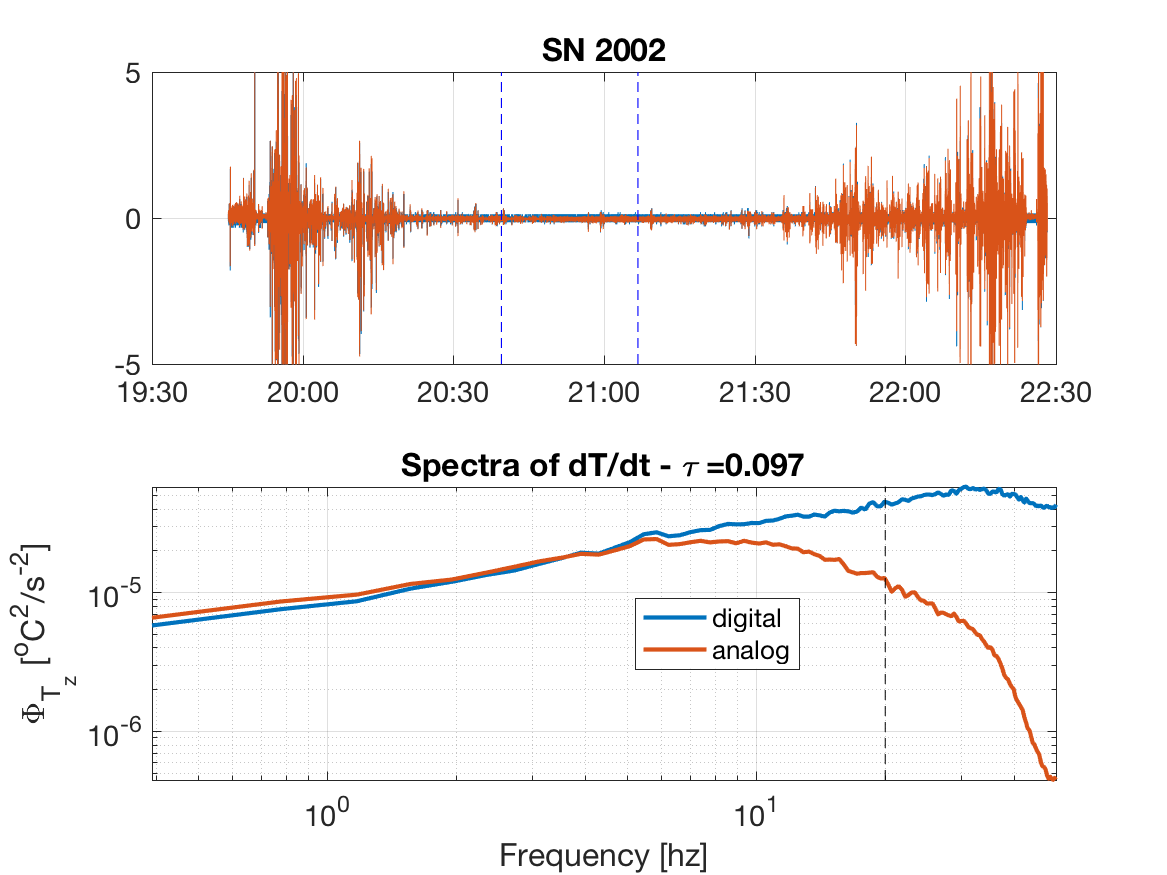 SN 2002
5
0
-5
19:30 20:00 20:30 21:00 21:30 22:00 22:30
Spectra of dT/dt - τ =0.097
Φ_T_z [°C²/s⁻²]
10⁻⁵
10⁻⁶
digital
analog
10⁰ 10¹
Frequency [hz]